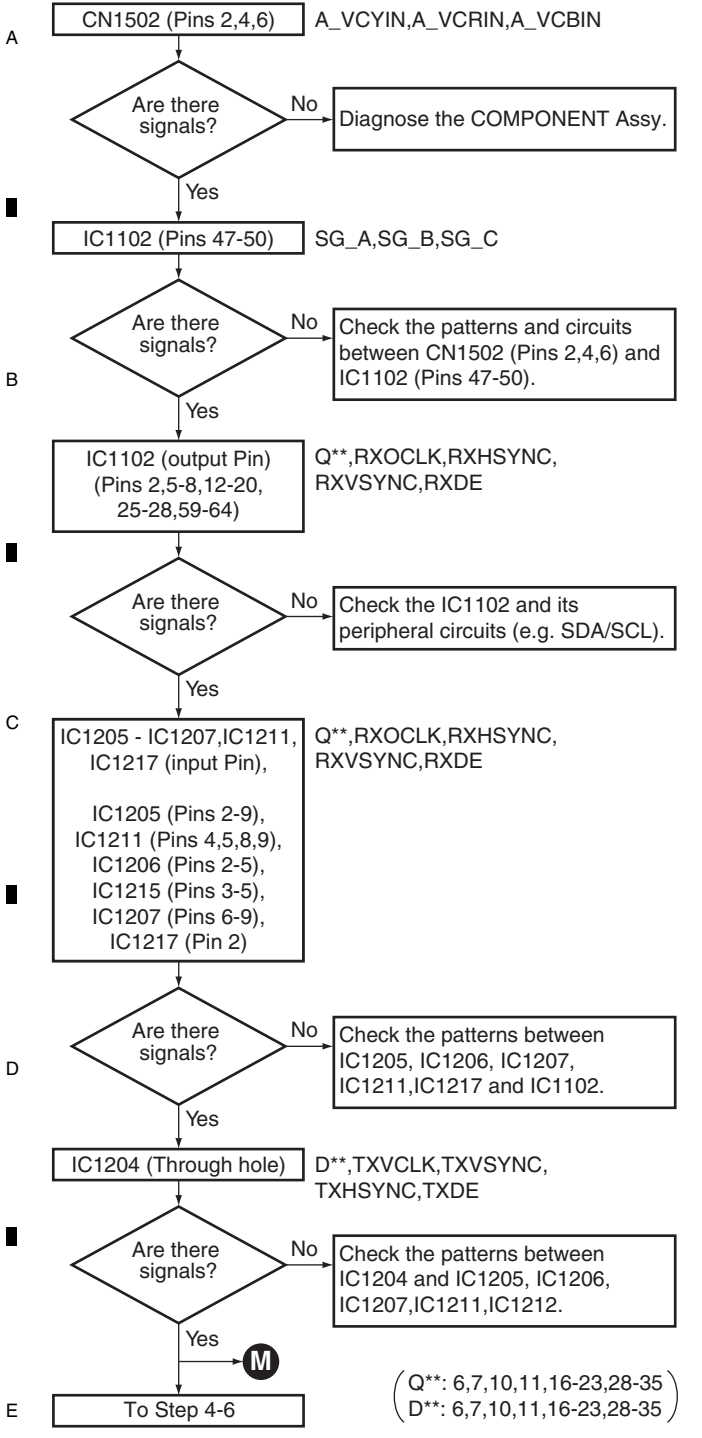 CN1502 (Pins 2,4,6)
A_VCYIN,A_VCRIN,A_VCBIN
A
Are there
signals?
No
Diagnose the COMPONENT Assy.
Yes
IC1102 (Pins 47-50)
SG_A,SG_B,SG_C
Are there
signals?
No
Check the patterns and circuits
between CN1502 (Pins 2,4,6) and
IC1102 (Pins 47-50).
B
Yes
IC1102 (output Pin)
(Pins 2,5-8,12-20,
25-28,59-64)
Q**,RXOCLK,RXHSYNC,
RXVSYNC,RXDE
Are there
signals?
No
Check the IC1102 and its
peripheral circuits (e.g. SDA/SCL).
Yes
C
IC1205 - IC1207,IC1211,
IC1217 (input Pin),
IC1205 (Pins 2-9),
IC1211 (Pins 4,5,8,9),
IC1206 (Pins 2-5),
IC1215 (Pins 3-5),
IC1207 (Pins 6-9),
IC1217 (Pin 2)
Q**,RXOCLK,RXHSYNC,
RXVSYNC,RXDE
Are there
signals?
No
Check the patterns between
IC1205, IC1206, IC1207,
IC1211,IC1217 and IC1102.
D
Yes
IC1204 (Through hole)
D**,TXVCLK,TXVSYNC,
TXHSYNC,TXDE
Are there
signals?
No
Check the patterns between
IC1204 and IC1205, IC1206,
IC1207,IC1211,IC1212.
Yes
M
To Step 4-6
Q**: 6,7,10,11,16-23,28-35
D**: 6,7,10,11,16-23,28-35
E